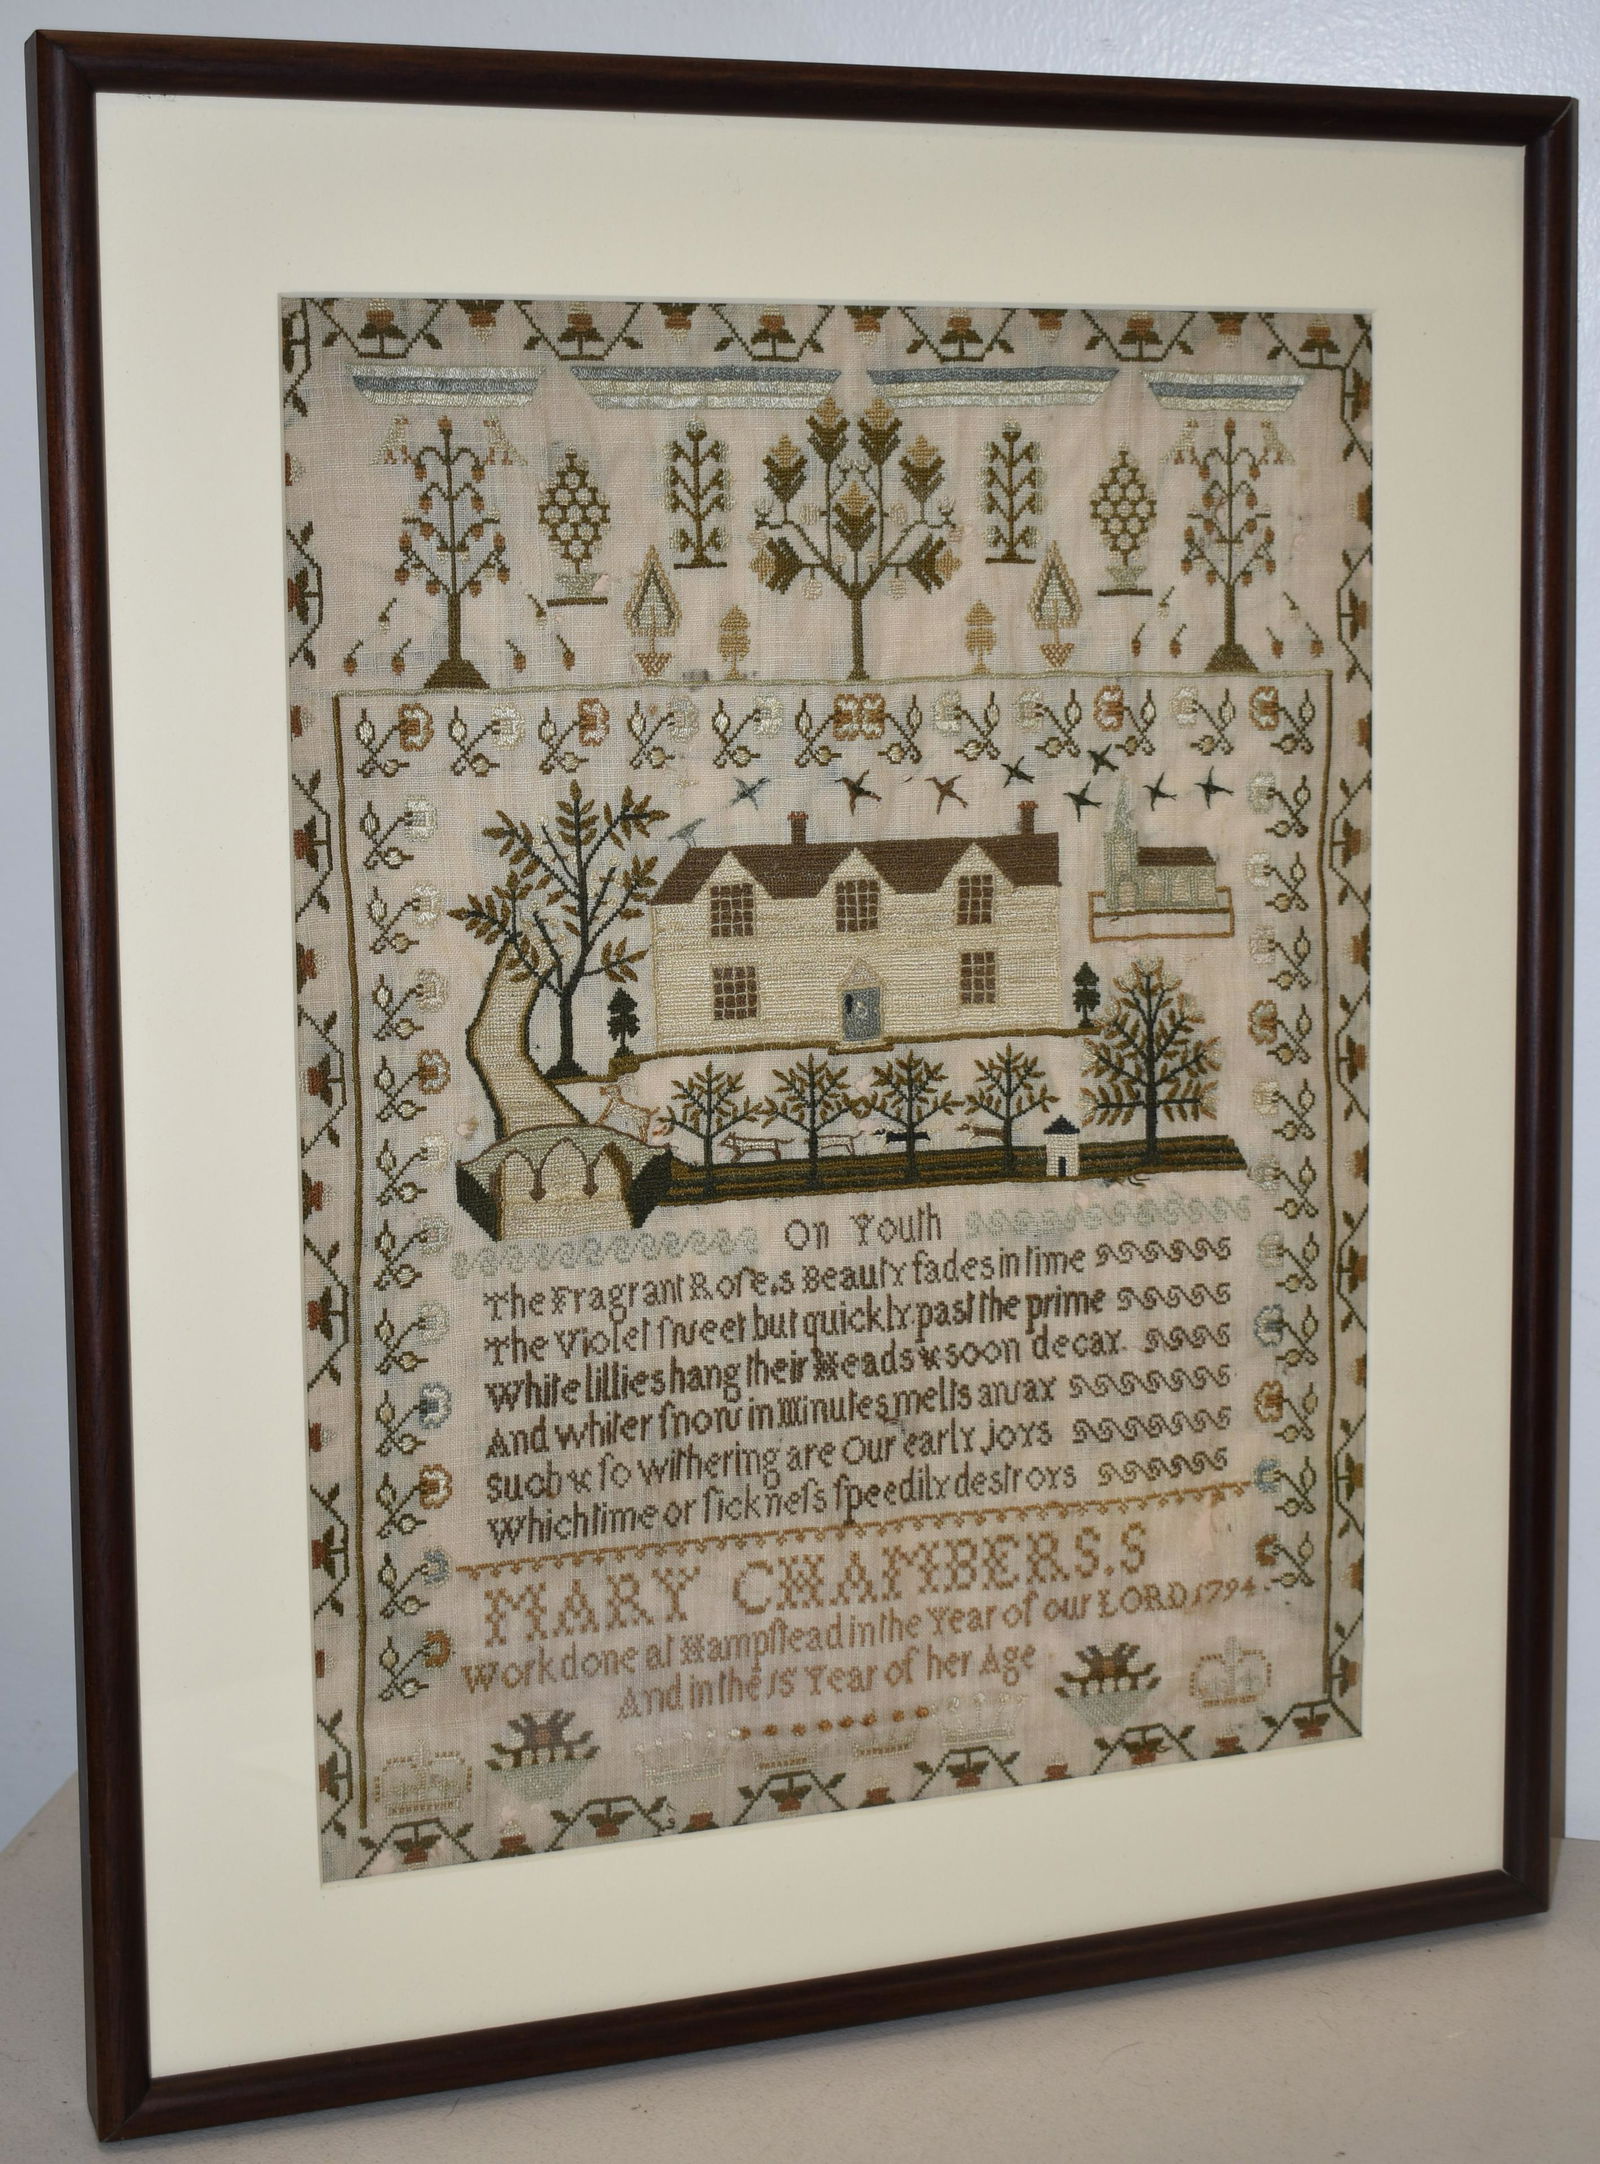 On Youth
The Fragrant Roſe,s Beauty fades in time
The Violet ſweet but quickly past the prime
White lillies hang their Heads & soon decay.
And whiter ſnow in Minutes melts away
Such & ſo withering are Our early joys
Which time or ſickneſs ſpeedily destroys
MARY CHAMBERS.S
Work done at Hampſtead in the Year of our LORD 1794.
And in the 15 Year of her Age